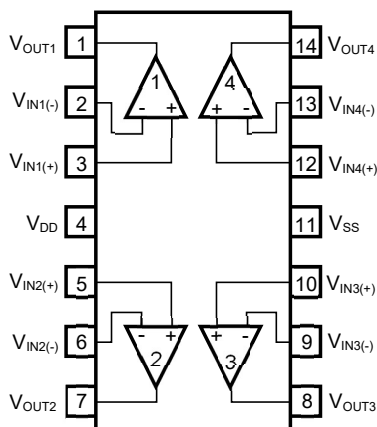 VOUT1 1 14 VOUT4
1 4
VIN1(-) 2 - + + - 13 VIN4(-)
VIN1(+) 3 12 VIN4(+)
VDD 4 11 VSS
VIN2(+) 5 10 VIN3(+)
VIN2(-) 6 - + + - 9 VIN3(-)
2 3
VOUT2 7 8 VOUT3